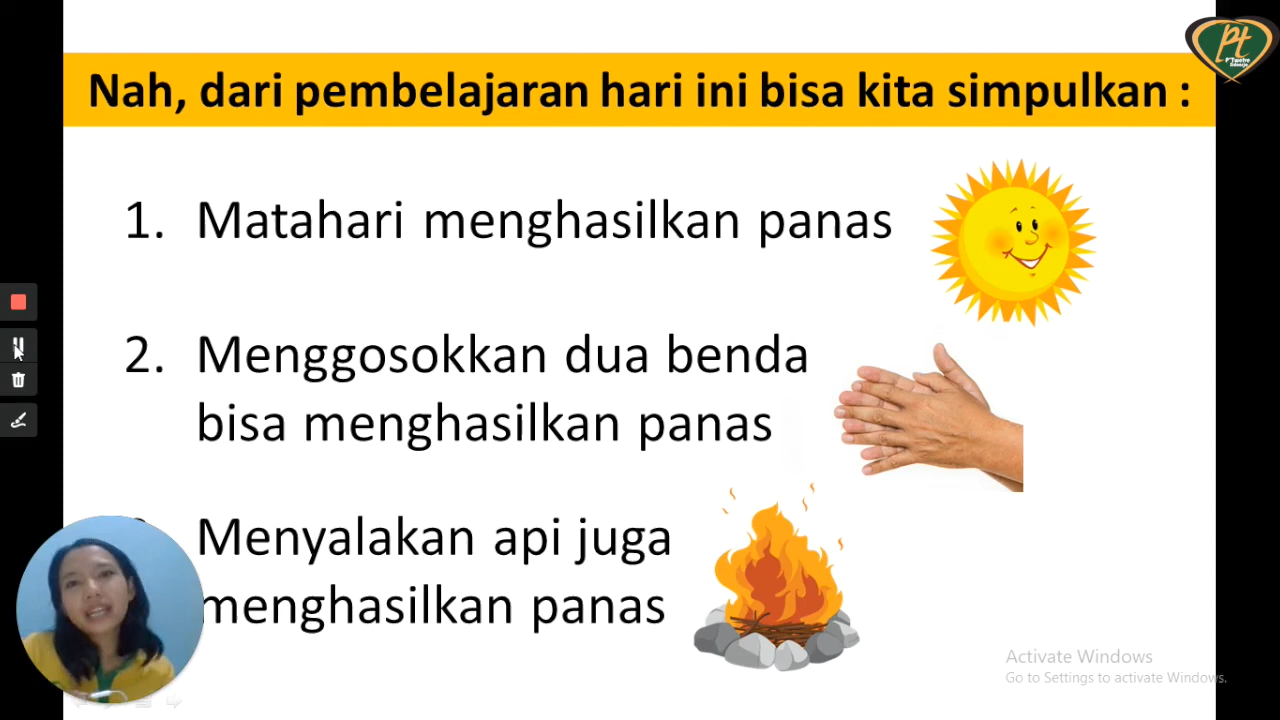 Nah, dari pembelajaran hari ini bisa kita simpulkan :
1. Matahari menghasilkan panas
2. Menggosokkan dua benda
bisa menghasilkan panas
Menyalakan api juga
menghasilkan panas
Activate Windows
Go to Settings to activate Windows.